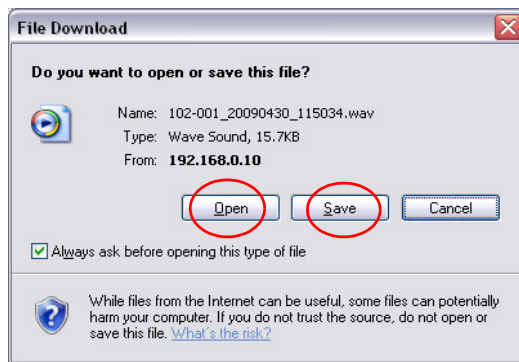 File Download
Do you want to open or save this file?
Name: 102-001_20090430_115034.wav
Type: Wave Sound, 15.7KB
From: 192.168.0.10
Open Save Cancel
Always ask before opening this type of file
While files from the Internet can be useful, some files can potentially
harm your computer. If you do not trust the source, do not open or
save this file. What's the risk?